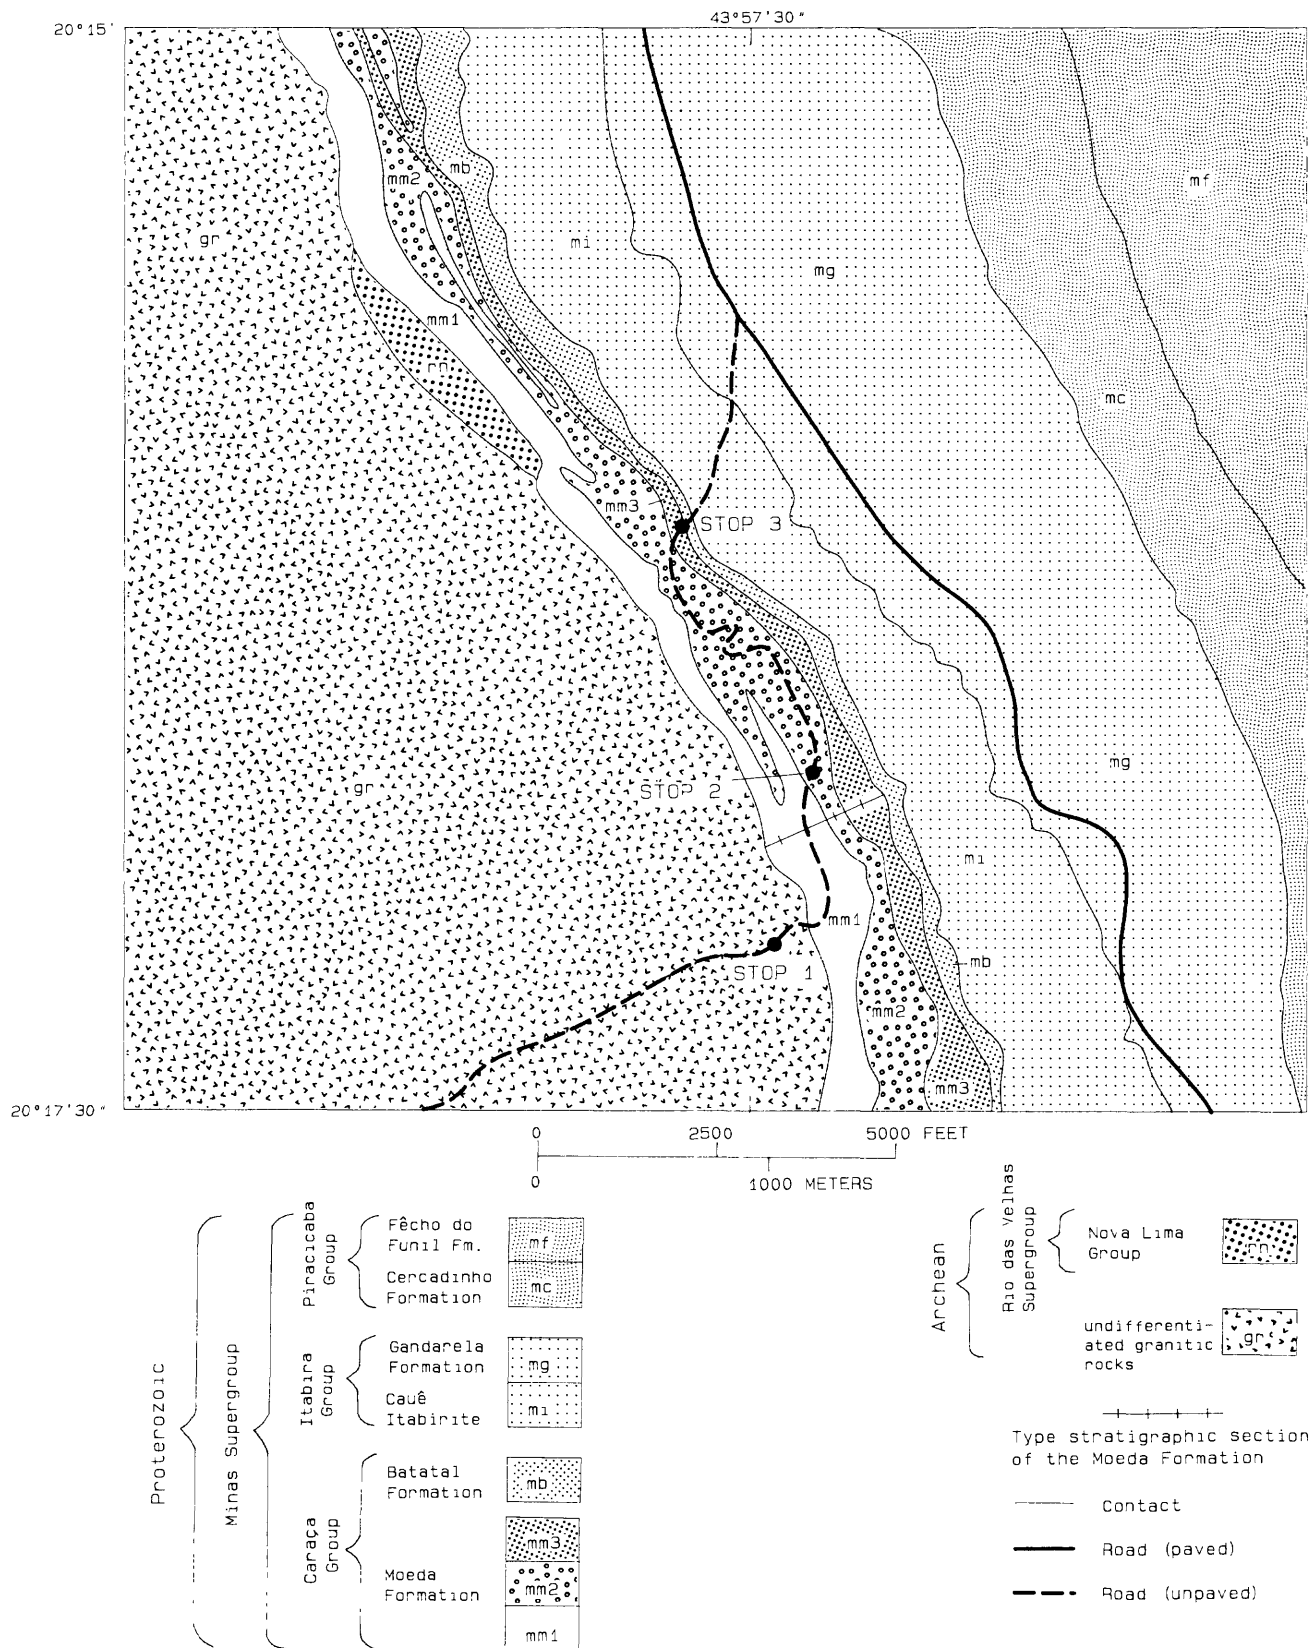 43°57'30"
20°15'
mf
mm2
mb
gr
mi
mg
mm1
rn
mc
mm3
STOP 3
mg
gr
STOP 2
mi
mm1
mb
STOP 1
mm2
mm3
20°17'30"
0 2500 5000 FEET
0 1000 METERS
Proterozoic
Minas Supergroup
Piracicaba
Group
Fêcho do
Funil Fm.
mf
Cercadinho
Formation
mc
Itabira
Group
Gandarela
Formation
mg
Cauê
Itabirite
mi
Caraça
Group
Batatal
Formation
mb
Moeda
Formation
mm3
mm2
mm1
Archean
Rio das Velhas
Supergroup
Nova Lima
Group
rn
undifferenti-
ated granitic
rocks
gr
Type stratigraphic section
of the Moeda Formation
Contact
Road (paved)
Road (unpaved)